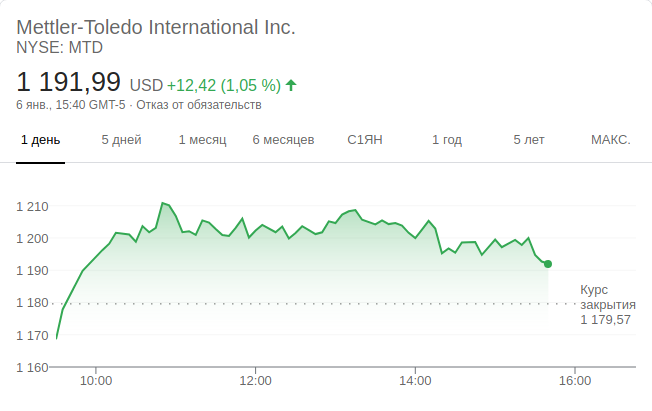 Mettler-Toledo International Inc.
NYSE: MTD
1 191,99 USD +12,42 (1,05 %)
6 янв., 15:40 GMT-5 · Отказ от обязательств
1 день 5 дней 1 месяц 6 месяцев С1ЯН 1 год 5 лет МАКС.
1 210
1 200
1 190
1 180
1 170
1 160
Курс
закрытия
1 179,57
10:00 12:00 14:00 16:00